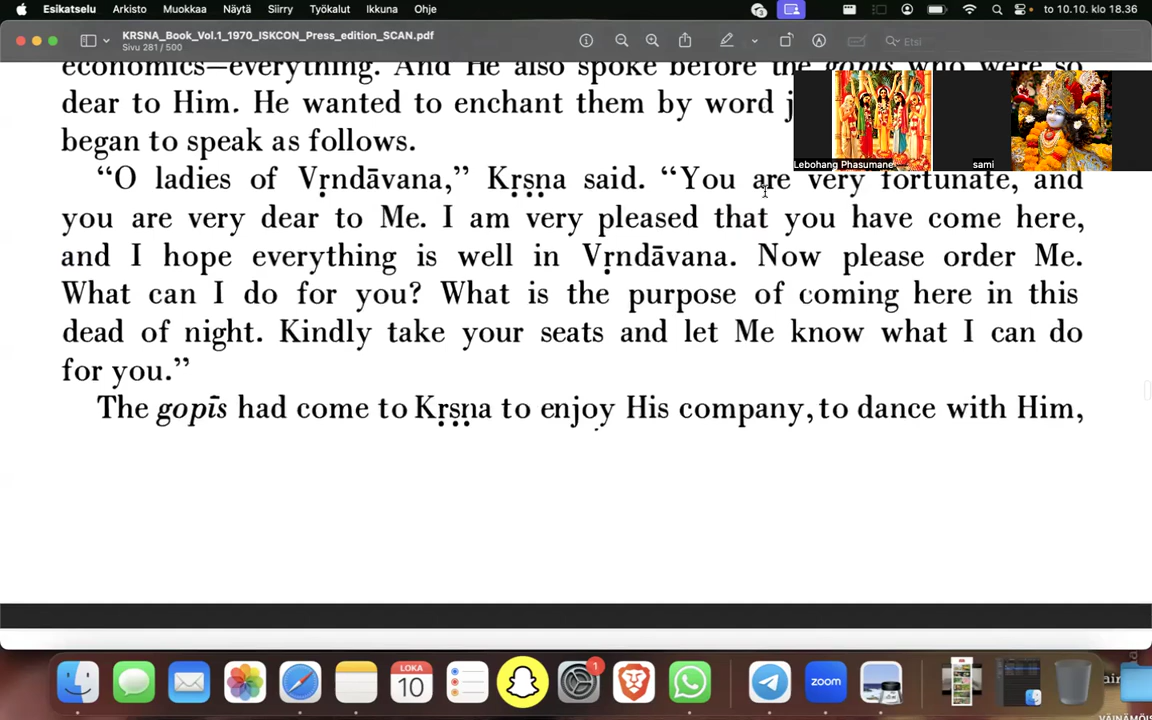 Esikatselu Arkisto Muokkaa Näytä Siirry Työkalut Ikkuna Ohje to 10.10. klo 18.36
KRSNA_Book_Vol.1_1970_ISKCON_Press_edition_SCAN.pdf
Sivu 281 / 500
Etsi
economics—everything. And He also spoke before the gopīs who were so
dear to Him. He wanted to enchant them by word j
began to speak as follows.
Lebohang Phasumane
sami
“O ladies of Vṛndāvana,” Kṛṣṇa said. “You are very fortunate, and
you are very dear to Me. I am very pleased that you have come here,
and I hope everything is well in Vṛndāvana. Now please order Me.
What can I do for you? What is the purpose of coming here in this
dead of night. Kindly take your seats and let Me know what I can do
for you.”
The gopīs had come to Kṛṣṇa to enjoy His company, to dance with Him,
LOKA
10
1
zoom